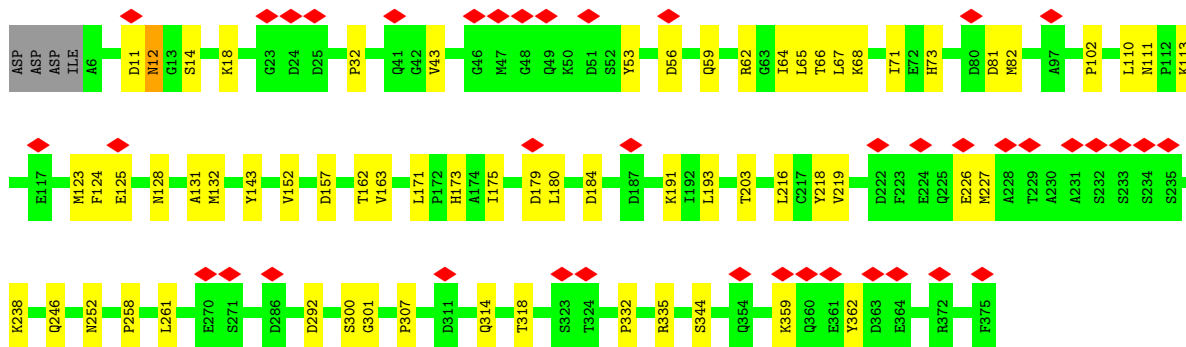 ASP ASP ASP ILE A6 D11 N12 G13 S14 K18 G23 D24 D25 P32 Q41 G42 V43 G46 M47 G48 Q49 K50 D51 S52 Y53 D56 Q59 R62 G63 I64 L65 T66 L67 K68 I71 E72 H73 D80 D81 M82 A97 P102 L110 N111 P112 K113
E117 M123 F124 E125 N128 A131 M132 Y143 V152 D157 T162 V163 L171 P172 H173 A174 I175 D179 L180 D184 D187 K191 I192 L193 T203 L216 C217 Y218 V219 D222 F223 E224 Q225 E226 M227 A228 T229 A230 A231 S232 S233 S234 S235
K238 Q246 N252 P258 L261 E270 S271 D286 D292 S300 G301 P307 D311 Q314 T318 S323 T324 P332 R335 S344 Q354 K359 Q360 E361 Y362 D363 E364 R372 F375